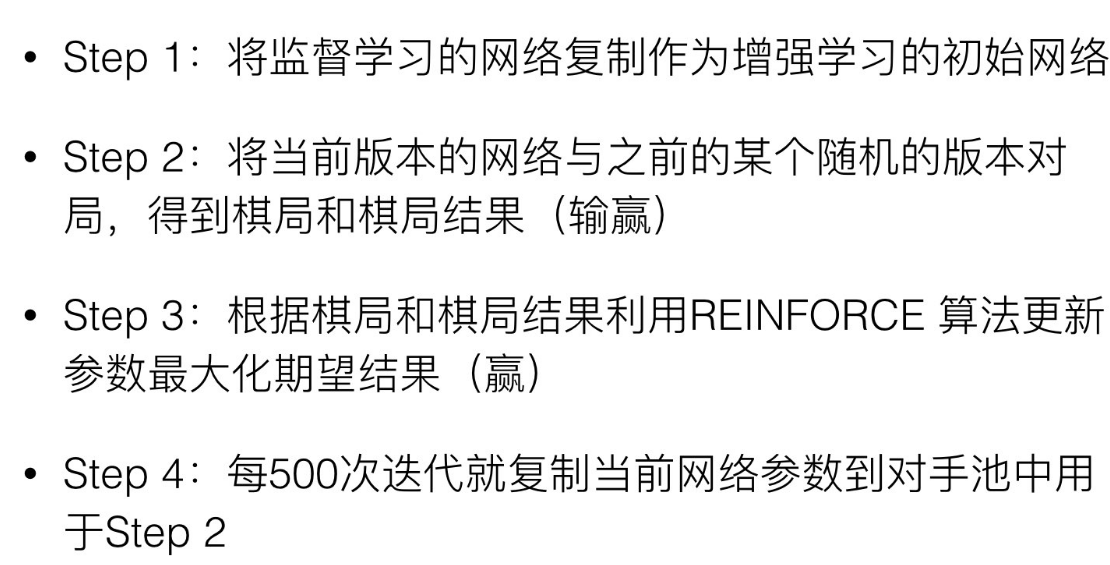 • Step 1：将监督学习的网络复制作为增强学习的初始网络
• Step 2：将当前版本的网络与之前的某个随机的版本对
局，得到棋局和棋局结果（输赢）
• Step 3：根据棋局和棋局结果利用REINFORCE 算法更新
参数最大化期望结果（赢）
• Step 4：每500次迭代就复制当前网络参数到对手池中用
于Step 2